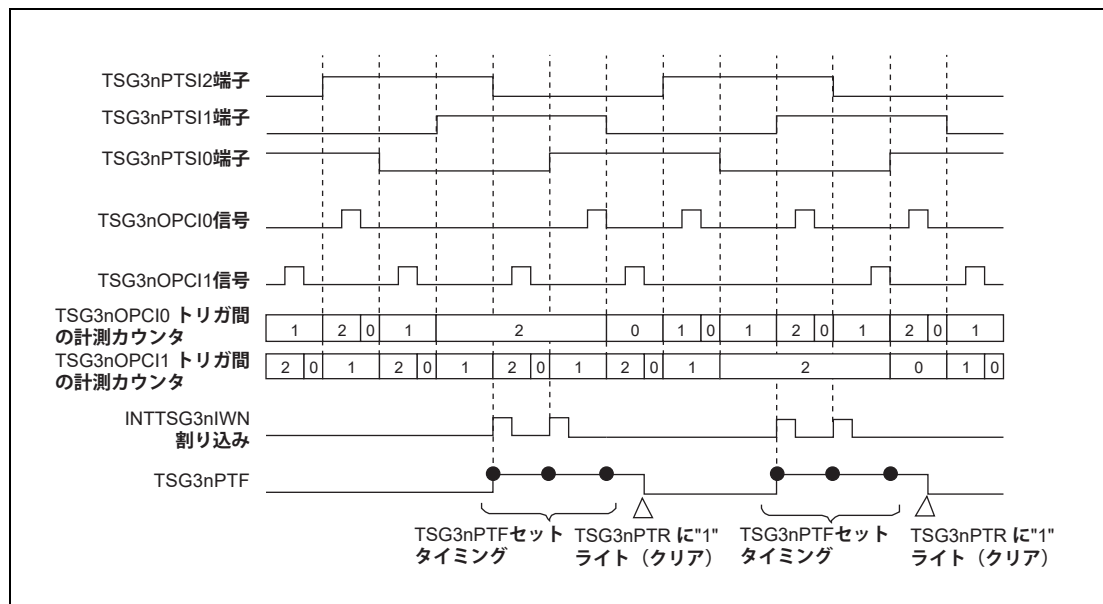 TSG3nPTSI2端子
TSG3nPTSI1端子
TSG3nPTSI0端子
TSG3nOPCI0信号
TSG3nOPCI1信号
TSG3nOPCI0 トリガ間
の計測カウンタ
1 2 0 1 2 0 1 0 1 2 0 1 2 0 1
TSG3nOPCI1 トリガ間
の計測カウンタ
2 0 1 2 0 1 2 0 1 2 0 1 2 0 1 0
INTTSG3nIWN
割り込み
TSG3nPTF
TSG3nPTFセット
タイミング
TSG3nPTR に"1"
ライト（クリア）
TSG3nPTFセット
タイミング
TSG3nPTR に"1"
ライト（クリア）